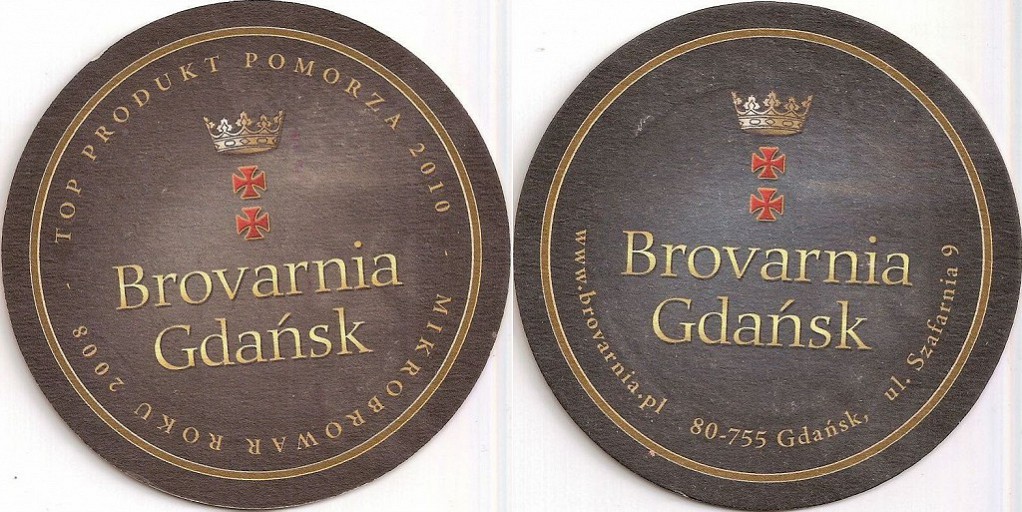 TOP PRODUKT POMORZA 2010 - MIKROBROWAR ROKU 2008 -
Brovarnia
Gdańsk
Brovarnia
Gdańsk
www.brovarnia.pl 80-755 Gdańsk, ul. Szafarnia 9